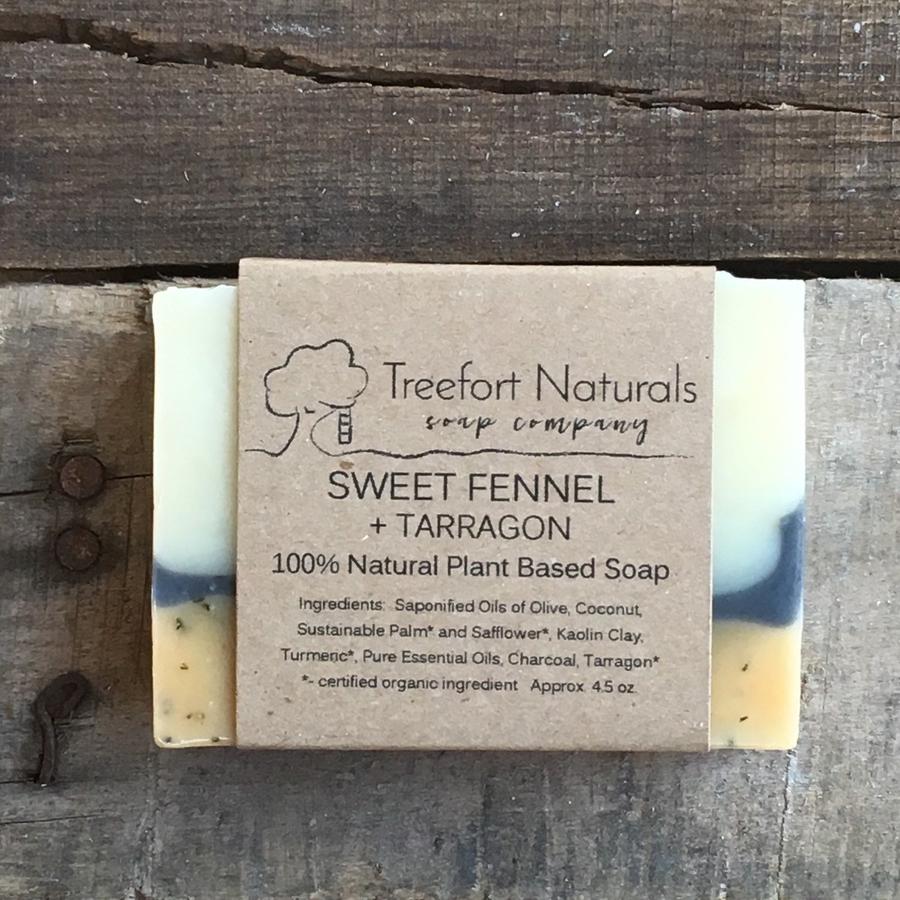 Treefort Naturals
soap company
SWEET FENNEL
+ TARRAGON
100% Natural Plant Based Soap
Ingredients: Saponified Oils of Olive, Coconut,
Sustainable Palm* and Safflower*, Kaolin Clay,
Turmeric*, Pure Essential Oils, Charcoal, Tarragon*
*- certified organic ingredient Approx. 4.5 oz.